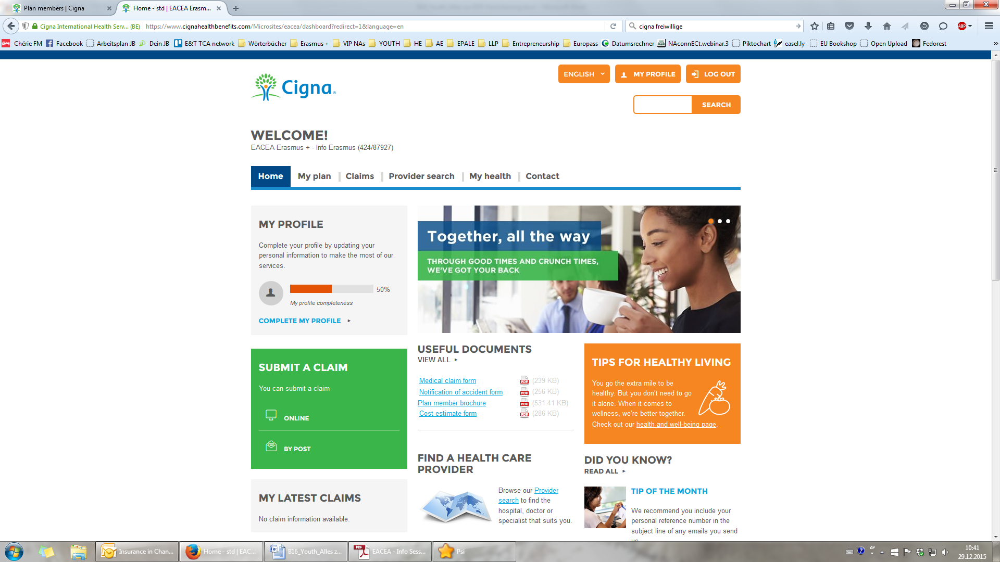 Plan members | Cigna
Home - std | EACEA Erasm...
Cigna International Health Serv... (BE)
https://www.cignahealthbenefits.com/Microsites/eacea/dashboard?redirect=1&language=en
cigna freiwillige
ABP
Chérie FM
Facebook
Arbeitsplan JB
Dein JB
E&T TCA network
Wörterbücher
Erasmus +
VIP NAs
YOUTH
HE
AE
EPALE
LLP
Entrepreneurship
Europass
Datumsrechner
NAconnECt.webinar.3
Piktochart
easel.ly
EU Bookshop
Open Upload
Fedorest
Cigna®
ENGLISH
MY PROFILE
LOG OUT
SEARCH
WELCOME!
EACEA Erasmus + - Info Erasmus (424/87927)
Home
My plan
Claims
Provider search
My health
Contact
MY PROFILE
Complete your profile by updating your
personal information to make the most of our
services.
50%
My profile completeness
COMPLETE MY PROFILE
Together, all the way
THROUGH GOOD TIMES AND CRUNCH TIMES,
WE'VE GOT YOUR BACK
SUBMIT A CLAIM
You can submit a claim
ONLINE
BY POST
MY LATEST CLAIMS
No claim information available.
USEFUL DOCUMENTS
VIEW ALL
Medical claim form PDF (239 KB)
Notification of accident form PDF (256 KB)
Plan member brochure PDF (531.41 KB)
Cost estimate form PDF (286 KB)
FIND A HEALTH CARE
PROVIDER
Browse our Provider
search to find the
hospital, doctor or
specialist that suits you.
TIPS FOR HEALTHY LIVING
You go the extra mile to be
healthy. But you don't need to go
it alone. When it comes to
wellness, we're better together.
Check out our health and well-being page.
DID YOU KNOW?
READ ALL
TIP OF THE MONTH
We recommend you include your
personal reference number in the
subject line of any emails you send
Insurance in Chan...
Home - std | EAC...
B16_Youth_Alles z...
EACEA - Info Sess...
Psi
10:41
29.12.2015